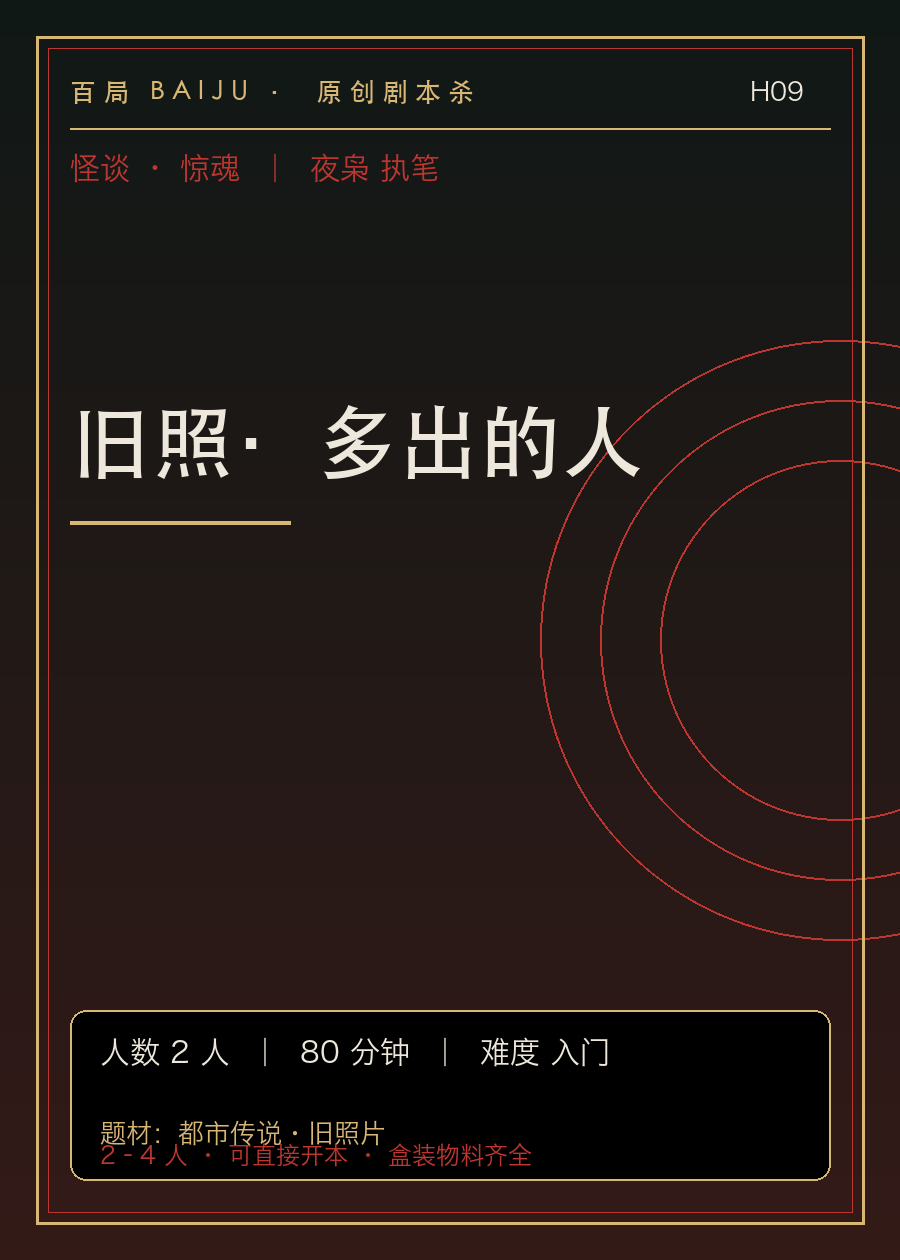 百局 BAIJU · 原创剧本杀 H09
怪谈 · 惊魂 ｜ 夜枭 执笔
旧照· 多出的人
人数 2 人 ｜ 80 分钟 ｜ 难度 入门
题材: 都市传说 · 旧照片
2-4 人 · 可直接开本 · 盒装物料齐全